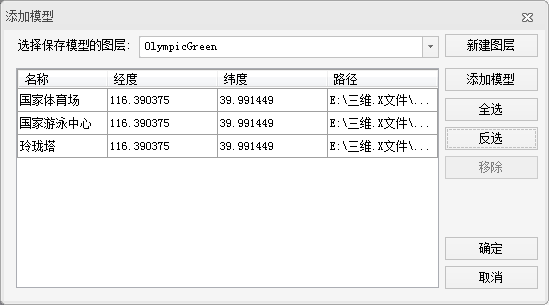 添加模型
选择保存模型的图层: OlympicGreen 新建图层
名称 经度 纬度 路径 添加模型
国家体育场 116.390375 39.991449 E:\三维.X文件\... 全选
国家游泳中心 116.390375 39.991449 E:\三维.X文件\... 反选
玲珑塔 116.390375 39.991449 E:\三维.X文件\...
移除
确定
取消